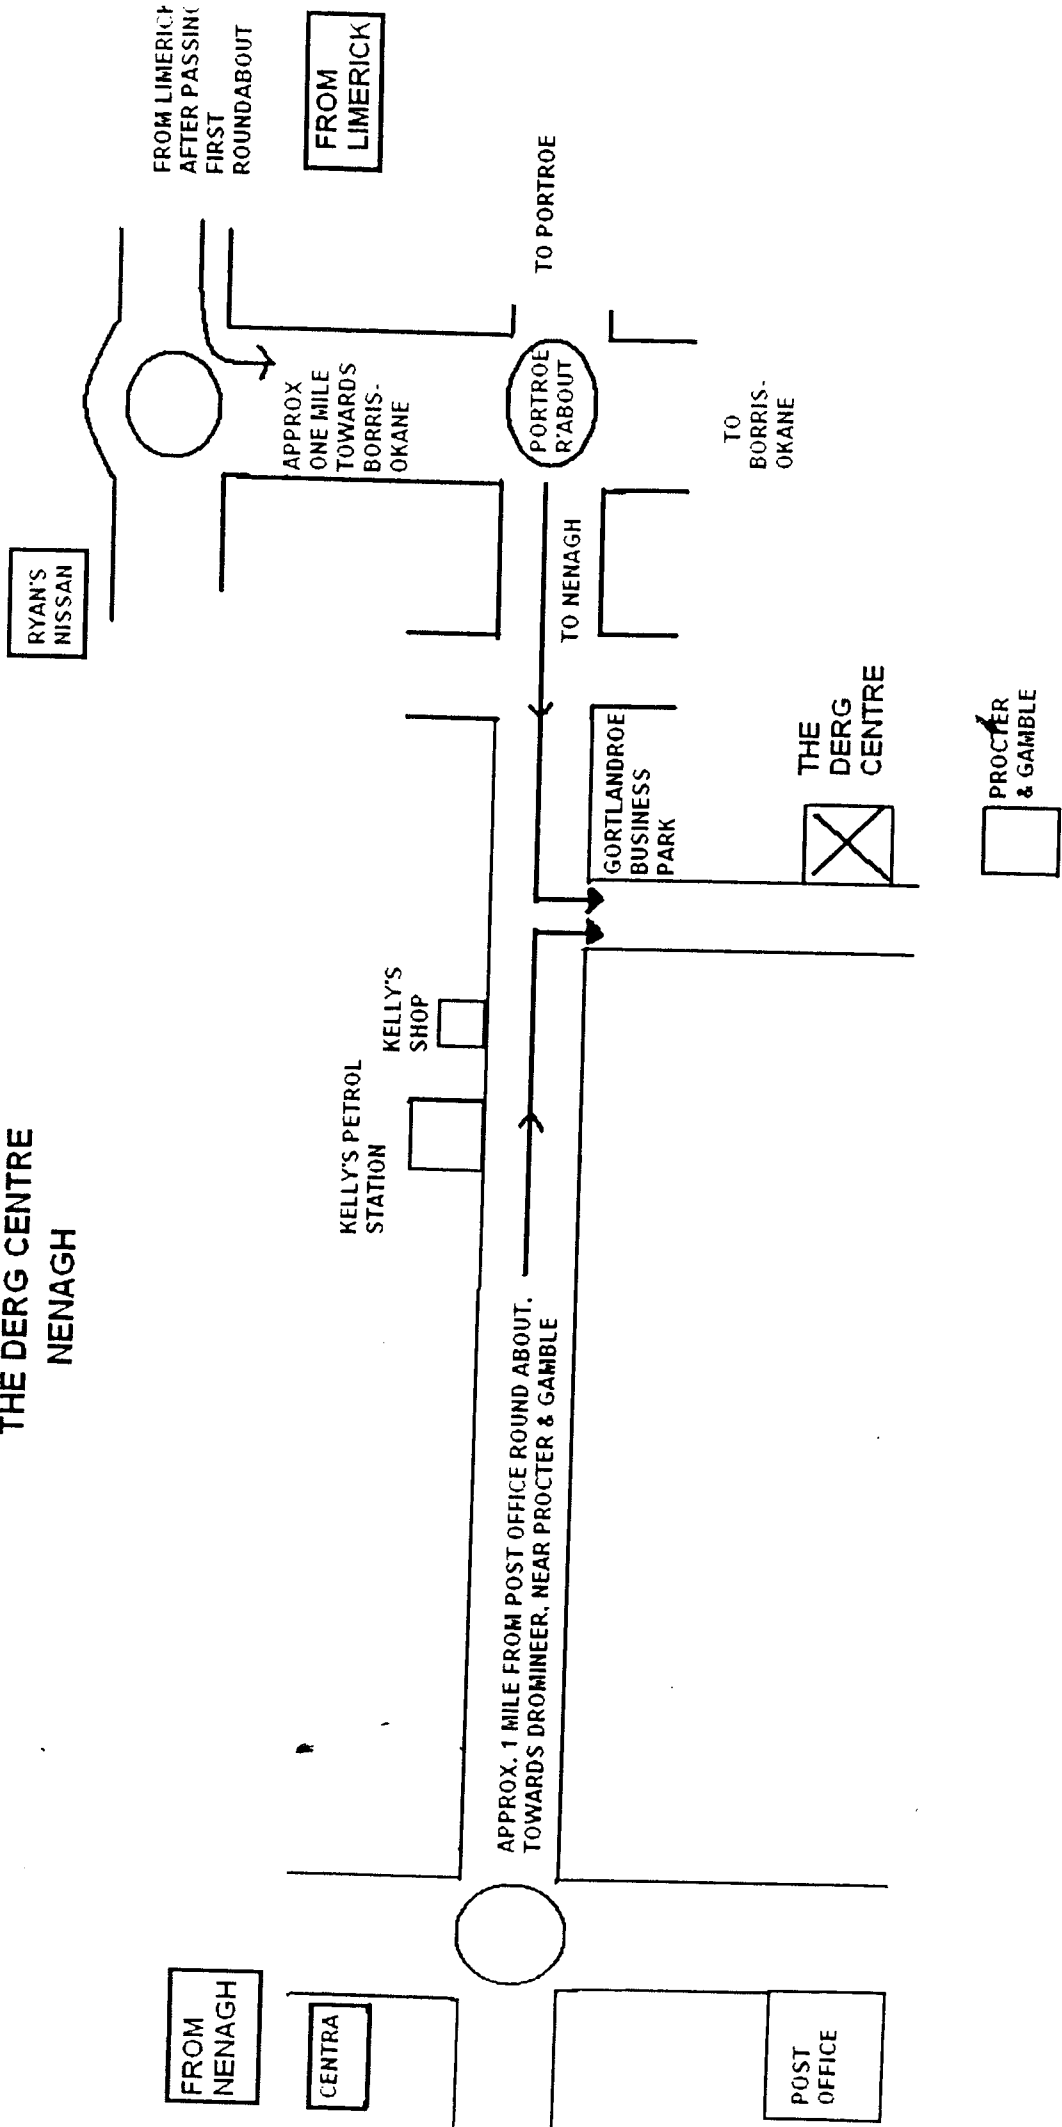 THE DERG CENTRE
NENAGH
RYAN'S
NISSAN
FROM LIMERICK
AFTER PASSING
FIRST
ROUNDABOUT
FROM
LIMERICK
APPROX
ONE MILE
TOWARDS
BORRIS-
OKANE
PORTROE
R'ABOUT
TO PORTROE
TO NENAGH
TO
BORRIS-
OKANE
KELLY'S PETROL
STATION
KELLY'S
SHOP
GORTLANDROE
BUSINESS
PARK
THE
DERG
CENTRE
PROCTER
& GAMBLE
FROM
NENAGH
CENTRA
APPROX. 1 MILE FROM POST OFFICE ROUND ABOUT.
TOWARDS DROMINEER, NEAR PROCTER & GAMBLE
POST
OFFICE